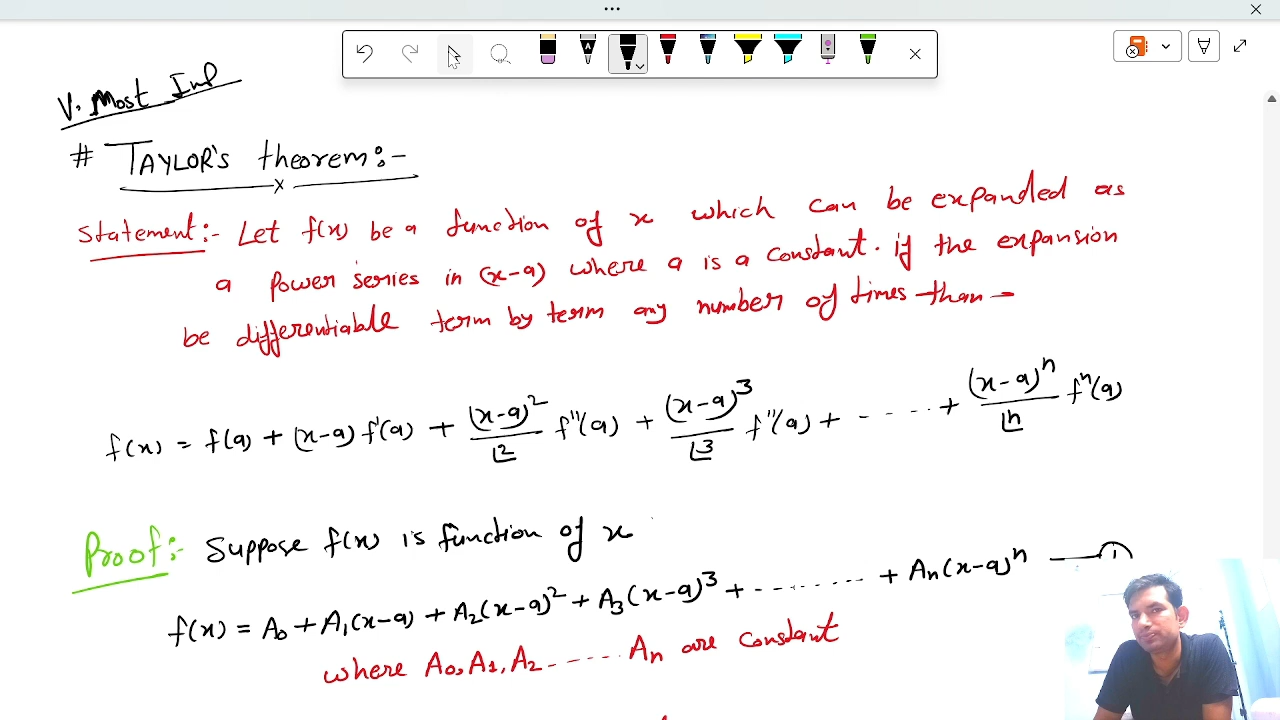 V. Most Imp
# TAYLOR'S theorem:-
Statement:- Let f(x) be a function of x which can be expanded as
a power series in (x-a) where a is a constant. if the expansion
be differentiable term by term any number of times than -
f(x) = f(a) + (x-a) f'(a) + (x-a)²/⌊2 f''(a) + (x-a)³/⌊3 f'''(a) + ----- + (x-a)ⁿ/⌊n fⁿ(a)
Proof:- Suppose f(x) is function of x
f(x) = A₀ + A₁(x-a) + A₂(x-a)² + A₃(x-a)³ + -------- + Aₙ(x-a)ⁿ — ①
where A₀, A₁, A₂ ------ Aₙ are constant